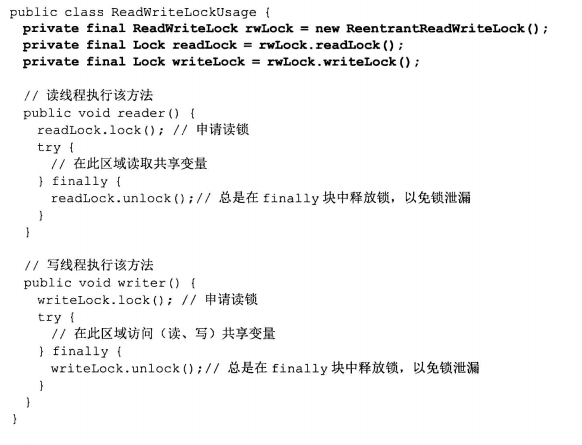 public class ReadWriteLockUsage {
private final ReadWriteLock rwLock = new ReentrantReadWriteLock();
private final Lock readLock = rwLock.readLock();
private final Lock writeLock = rwLock.writeLock();
// 读线程执行该方法
public void reader() {
readLock.lock(); // 申请读锁
try {
// 在此区域读取共享变量
} finally {
readLock.unlock();// 总是在 finally 块中释放锁，以免锁泄漏
}
}
// 写线程执行该方法
public void writer() {
writeLock.lock(); // 申请读锁
try {
// 在此区域访问（读、写）共享变量
} finally {
writeLock.unlock();// 总是在 finally 块中释放锁，以免锁泄漏
}
}
}